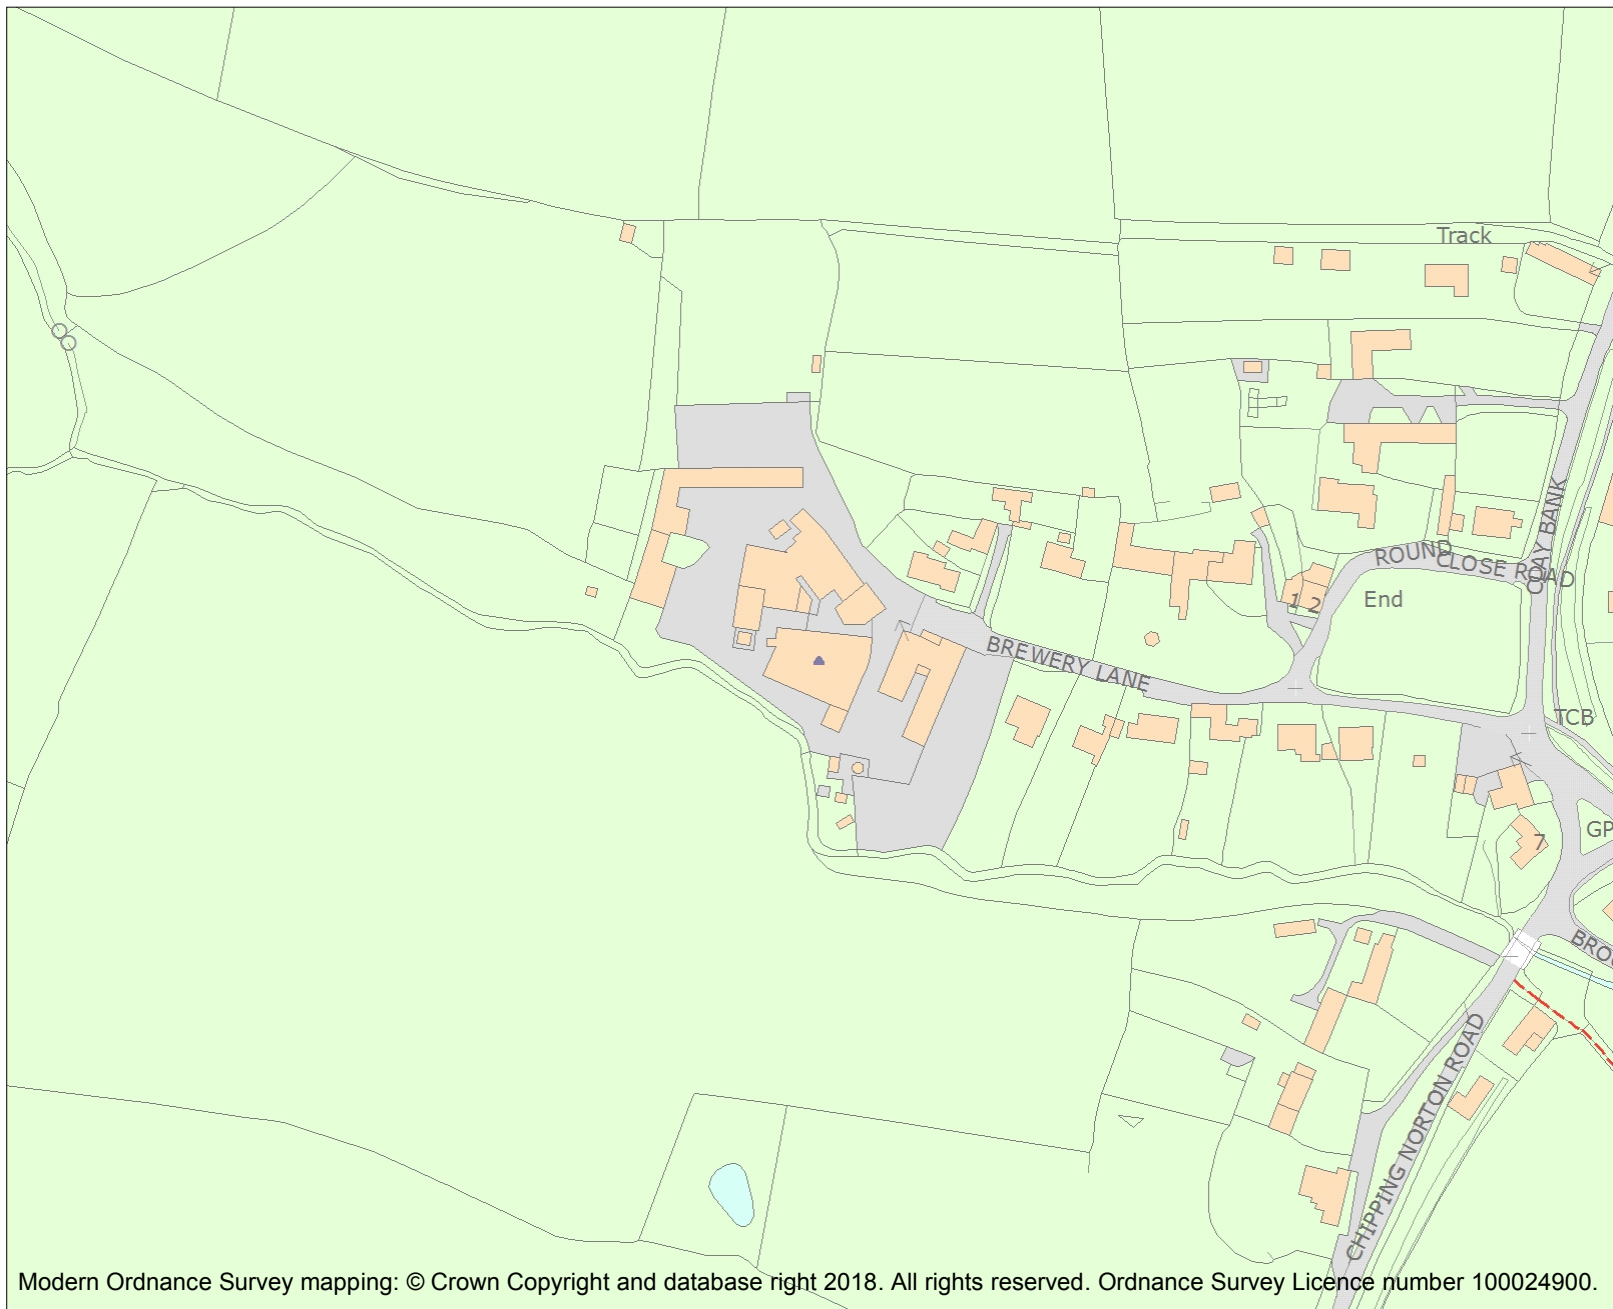 Track
CLAY BANK
ROUND CLOSE ROAD
1 2
End
BREWERY LANE
TCB
7
GP
BRO
CHIPPING NORTON ROAD
Modern Ordnance Survey mapping: © Crown Copyright and database right 2018. All rights reserved. Ordnance Survey Licence number 100024900.